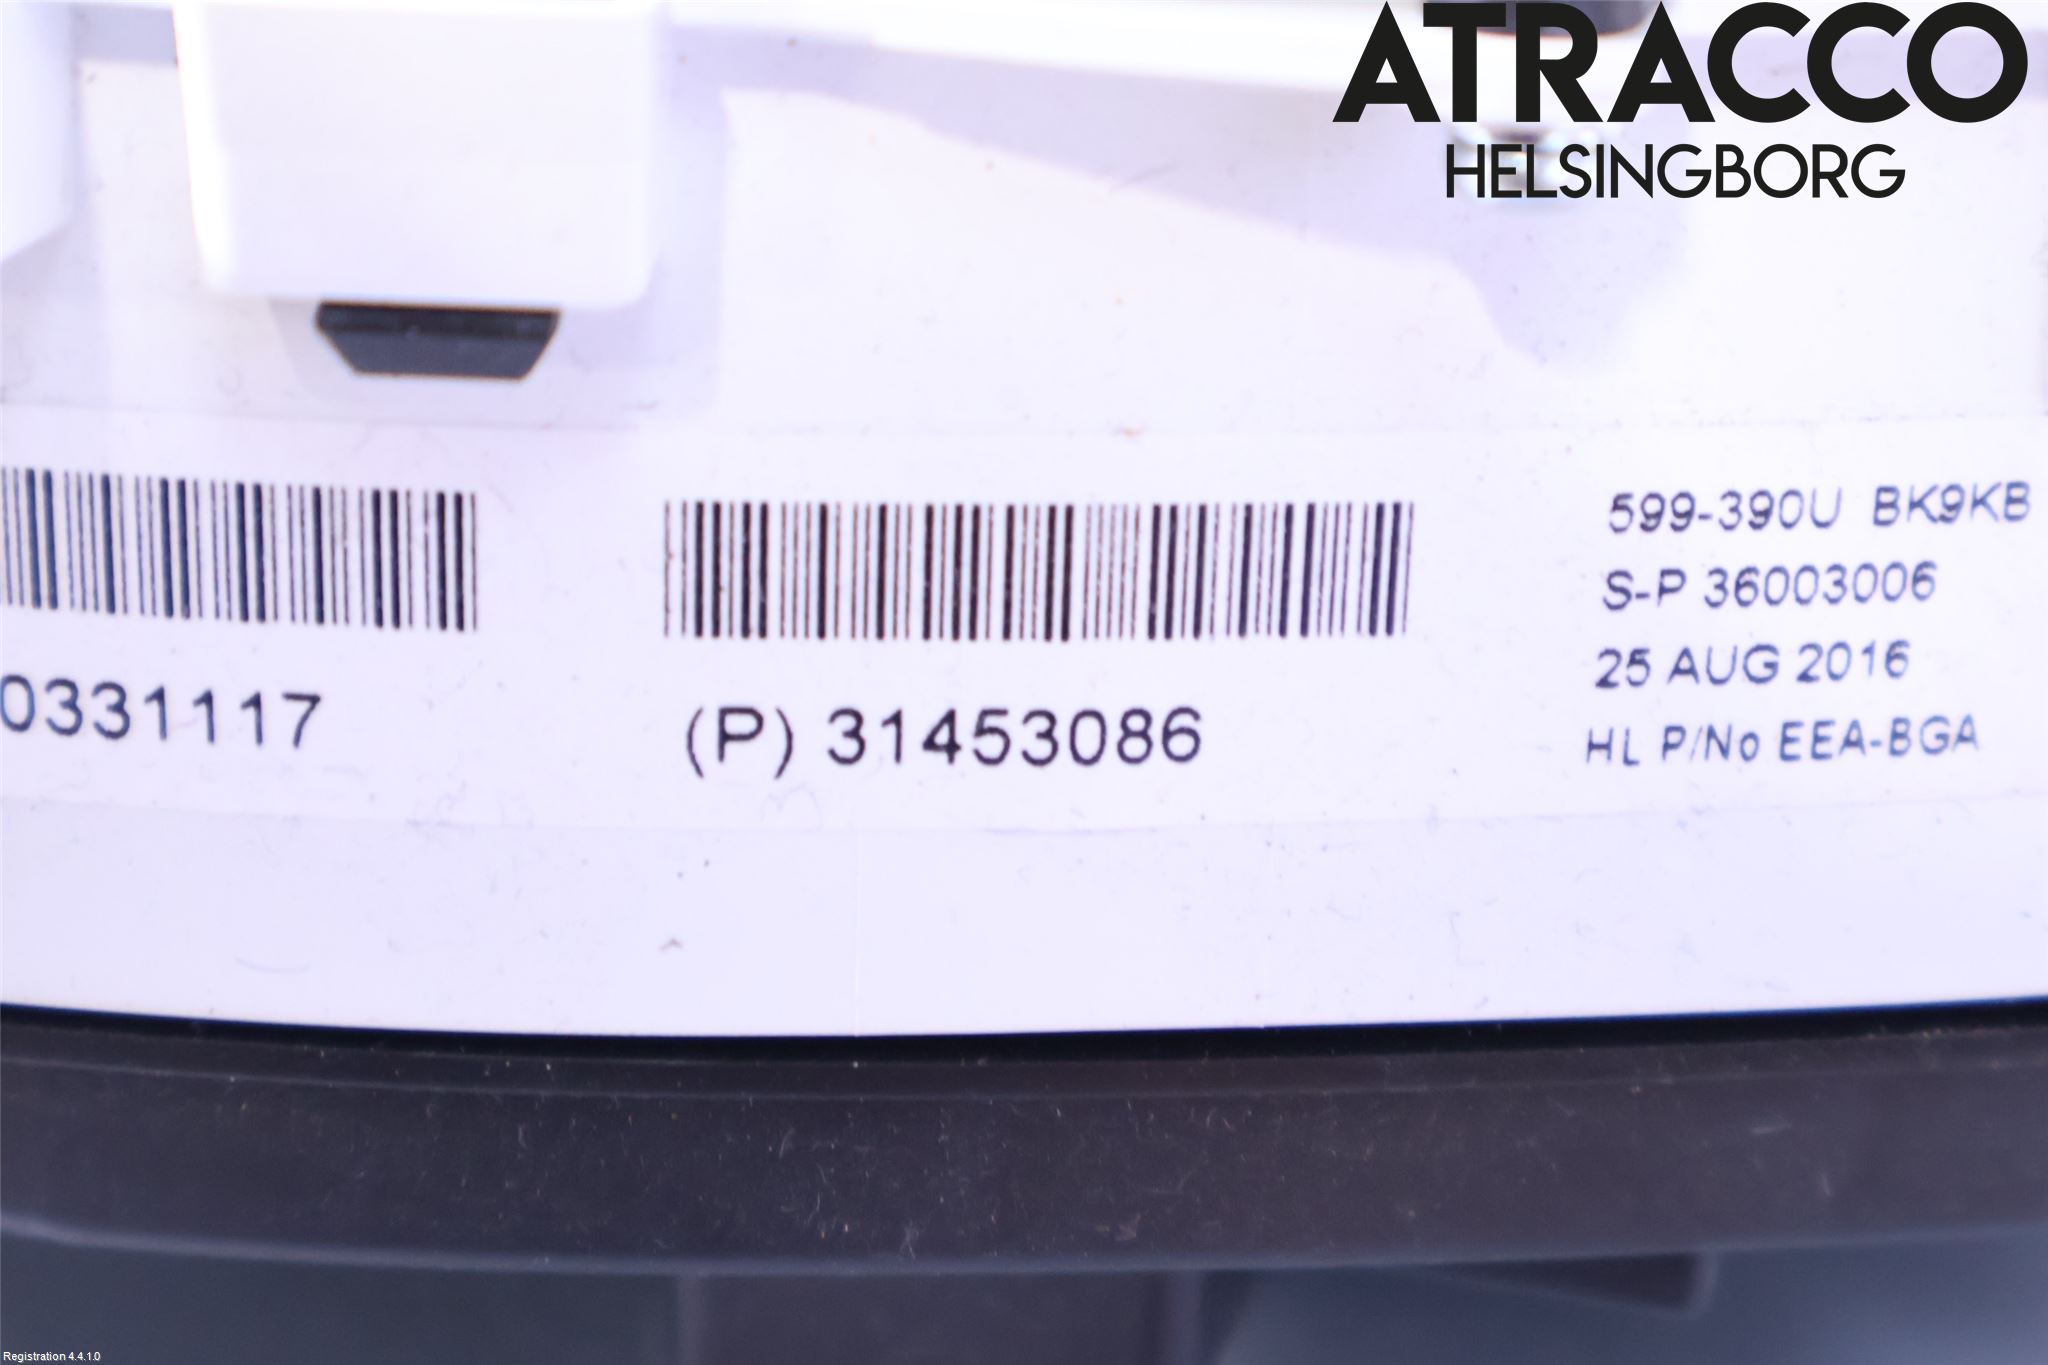 ATRACCO
HELSINGBORG
599-390U BK9KB
S-P 36003006
25 AUG 2016
HL P/No EEA-BGA
0331117
(P) 31453086
Registration 4.4.1.0